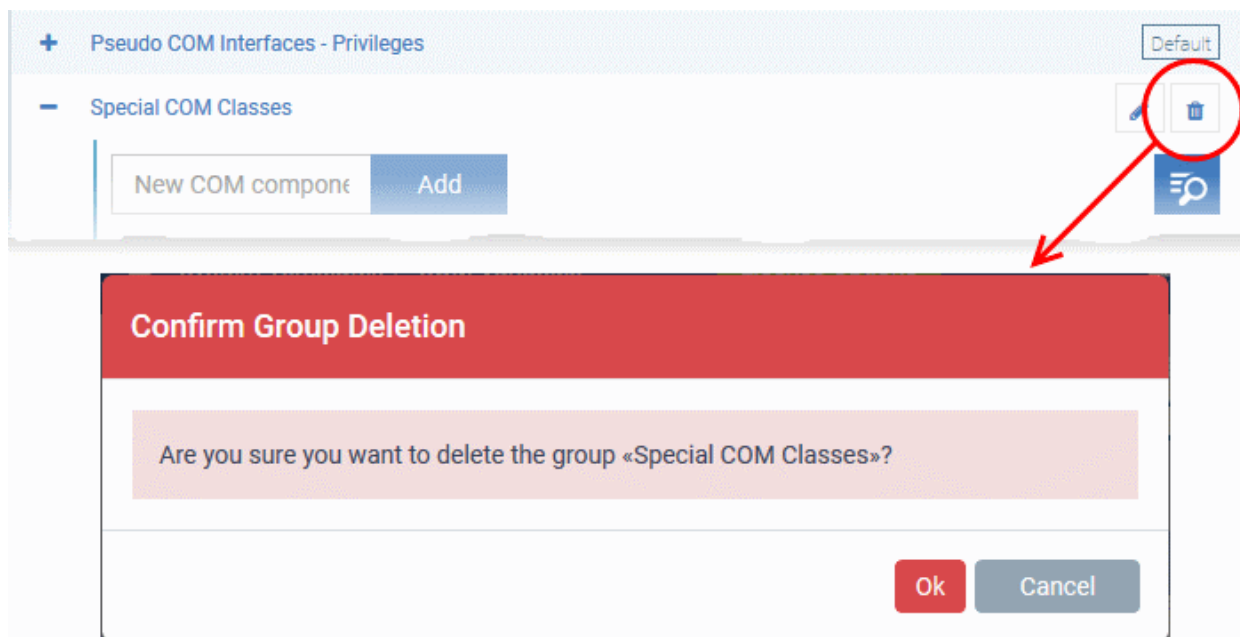 Pseudo COM Interfaces - Privileges
Default
Special COM Classes
New COM compone
Add
Confirm Group Deletion
Are you sure you want to delete the group «Special COM Classes»?
Ok
Cancel